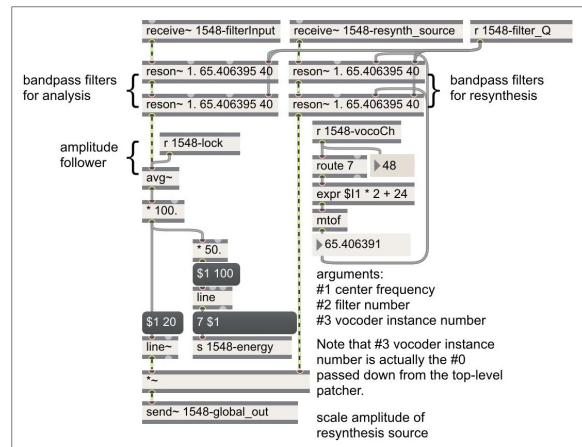 receive~ 1548-filterInput
receive~ 1548-resynth_source
r 1548-filter_Q
bandpass filters
for analysis
reson~ 1. 65.406395 40
reson~ 1. 65.406395 40
reson~ 1. 65.406395 40
reson~ 1. 65.406395 40
bandpass filters
for resynthesis
amplitude
follower
r 1548-lock
avg~
* 100.
r 1548-vocoCh
route 7
48
expr $I1 * 2 + 24
mtof
65.406391
* 50.
$1 100
line
$1 20
7 $1
line~
s 1548-energy
arguments:
#1 center frequency
#2 filter number
#3 vocoder instance number
Note that #3 vocoder instance
number is actually the #0
passed down from the top-level
patcher.
*~
send~ 1548-global_out
scale amplitude of
resynthesis source